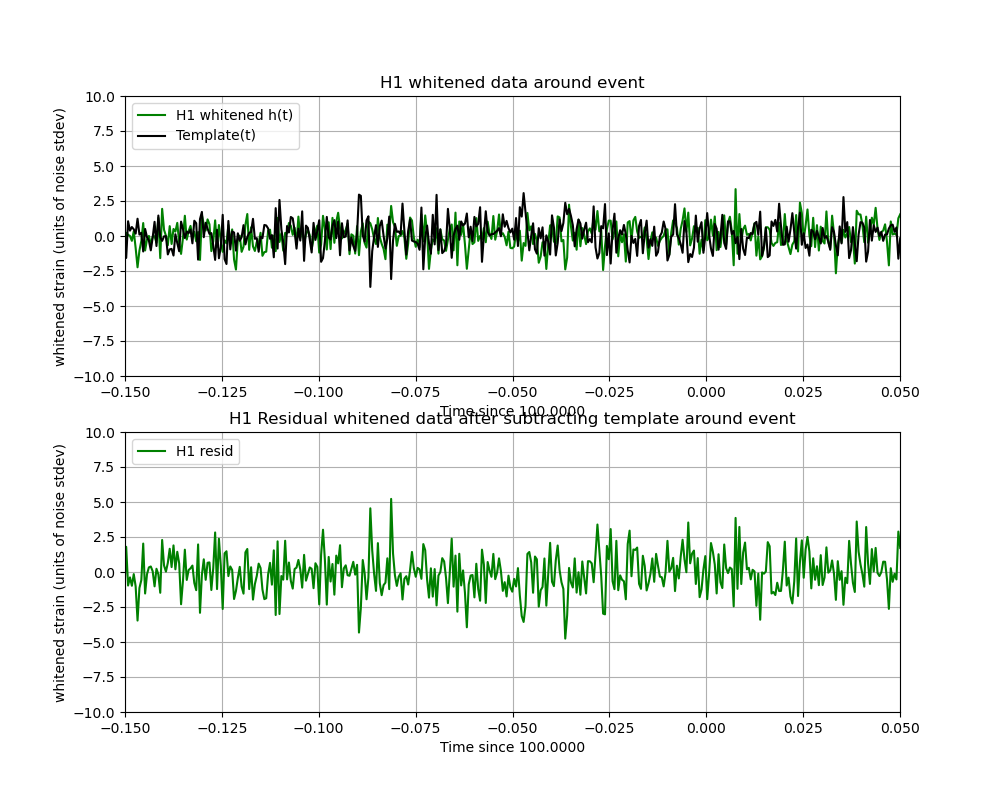 H1 whitened data around event
10.0
7.5
5.0
2.5
0.0
−2.5
−5.0
−7.5
−10.0
whitened strain (units of noise stdev)
H1 whitened h(t)
Template(t)
−0.150 −0.125 −0.100 −0.075 −0.050 −0.025 0.000 0.025 0.050
Time since 100.0000
H1 Residual whitened data after subtracting template around event
10.0
7.5
5.0
2.5
0.0
−2.5
−5.0
−7.5
−10.0
whitened strain (units of noise stdev)
H1 resid
−0.150 −0.125 −0.100 −0.075 −0.050 −0.025 0.000 0.025 0.050
Time since 100.0000